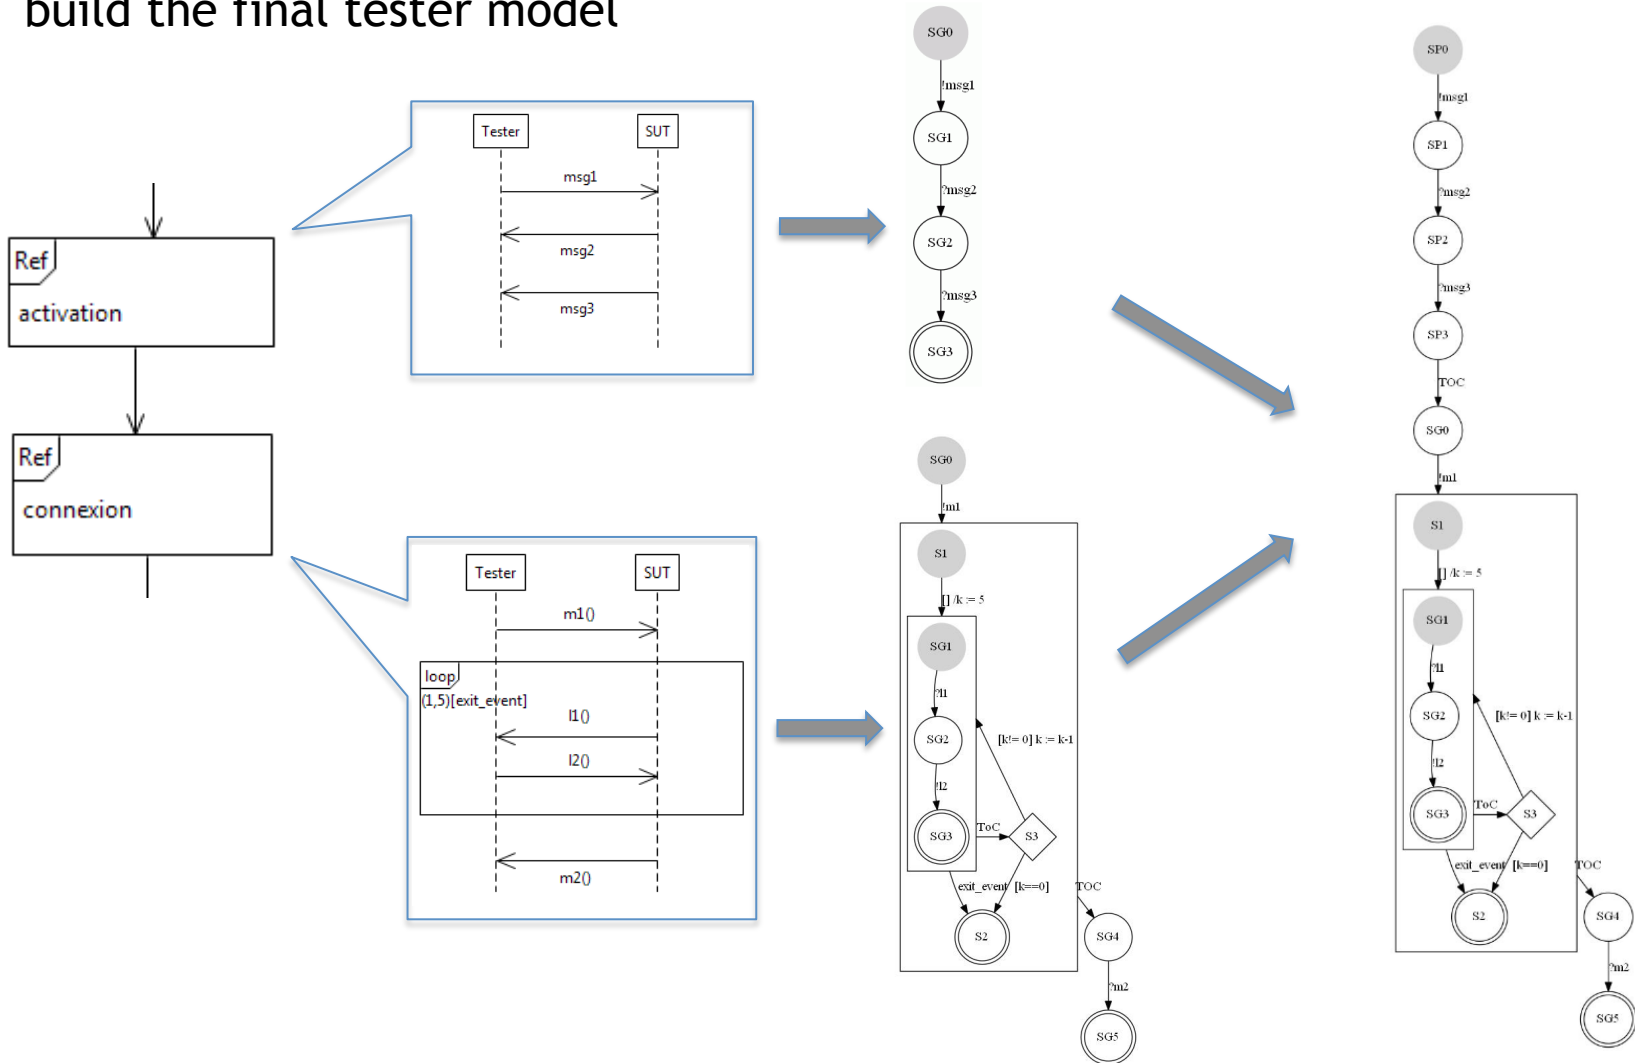 build the final tester model
Ref
activation
Ref
connexion
Tester
SUT
msg1
msg2
msg3
Tester
SUT
m1()
loop
(1,5)[exit_event]
l1()
l2()
m2()
SG0
!msg1
SG1
?msg2
SG2
?msg3
SG3
SG0
!m1
S1
[] /k := 5
SG1
?l1
SG2
[k!= 0] k := k-1
!l2
SG3
ToC
S3
exit_event
[k==0]
TOC
S2
SG4
?m2
SG5
SP0
!msg1
SP1
?msg2
SP2
?msg3
SP3
TOC
SG0
!m1
S1
[] /k := 5
SG1
?l1
SG2
[k!= 0] k := k-1
!l2
SG3
ToC
S3
exit_event
[k==0]
TOC
S2
SG4
?m2
SG5